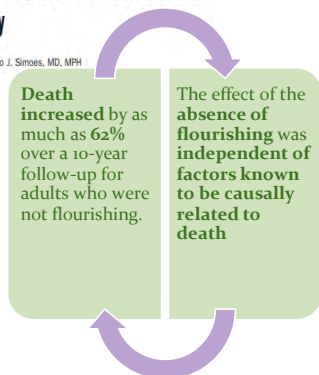 y
o J. Simoes, MD, MPH
Death
increased by as
much as 62%
over a 10-year
follow-up for
adults who were
not flourishing.
The effect of the
absence of
flourishing was
independent of
factors known
to be causally
related to
death